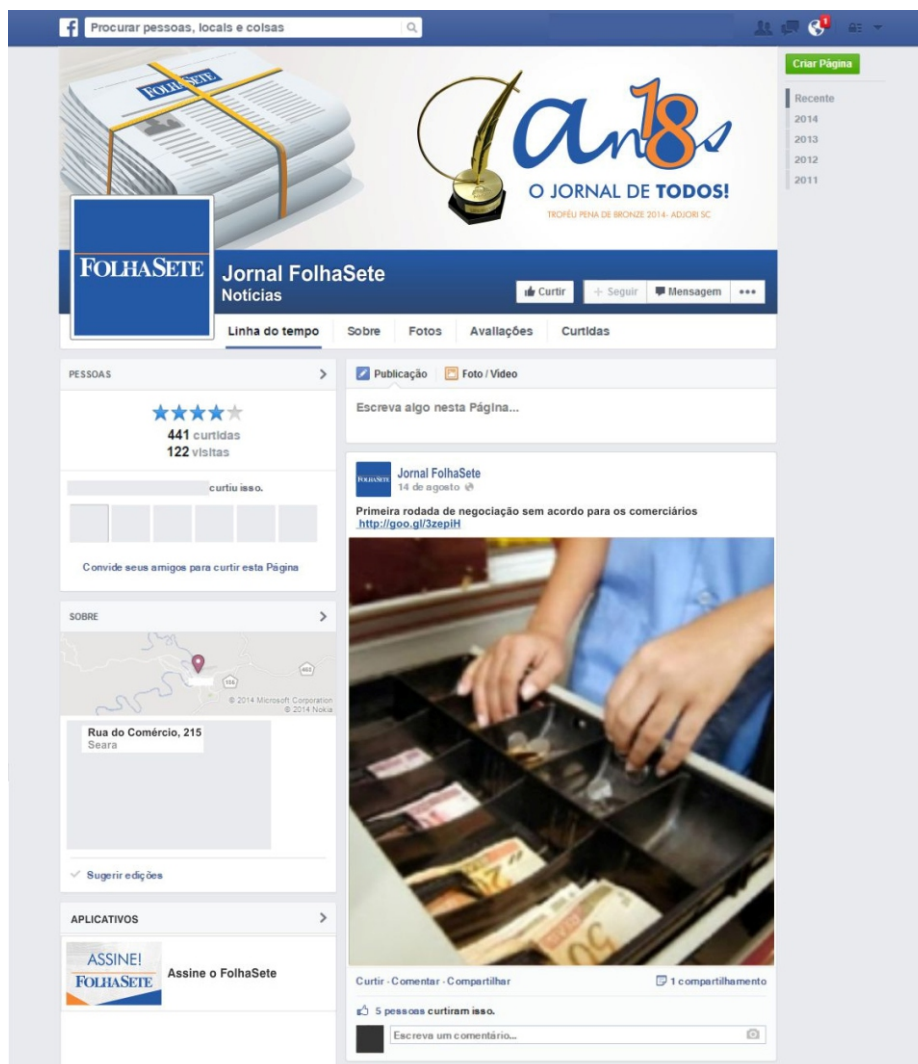 f Procurar pessoas, locais e coisas
1
Criar Página
Recente
2014
2013
2012
2011
FOLHASETE
18
anos
O JORNAL DE TODOS!
TROFÉU PENA DE BRONZE 2014- ADJORI SC
FOLHASETE
Jornal FolhaSete
Notícias
Curtir
+ Seguir
Mensagem
Linha do tempo
Sobre
Fotos
Avaliações
Curtidas
PESSOAS
441 curtidas
122 visitas
curtiu isso.
Convide seus amigos para curtir esta Página
SOBRE
© 2014 Microsoft Corporation
© 2014 Nokia
Rua do Comércio, 215
Seara
Sugerir edições
APLICATIVOS
ASSINE!
FOLHASETE
Assine o FolhaSete
Publicação
Foto / Vídeo
Escreva algo nesta Página...
FOLHASETE
Jornal FolhaSete
14 de agosto
Primeira rodada de negociação sem acordo para os comerciários
http://goo.gl/3zepiH
20
50
Curtir · Comentar · Compartilhar
1 compartilhamento
5 pessoas curtiram isso.
Escreva um comentário...